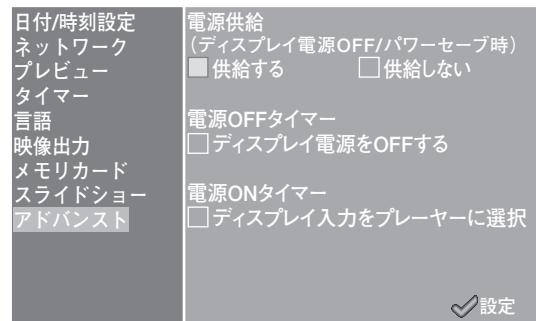 日付/時刻設定
ネットワーク
プレビュー
タイマー
言語
映像出力
メモリカード
スライドショー
アドバンスト
電源供給
(ディスプレイ電源OFF/パワーセーブ時)
供給する 供給しない
電源OFFタイマー
ディスプレイ電源をOFFする
電源ONタイマー
ディスプレイ入力をプレーヤーに選択
設定